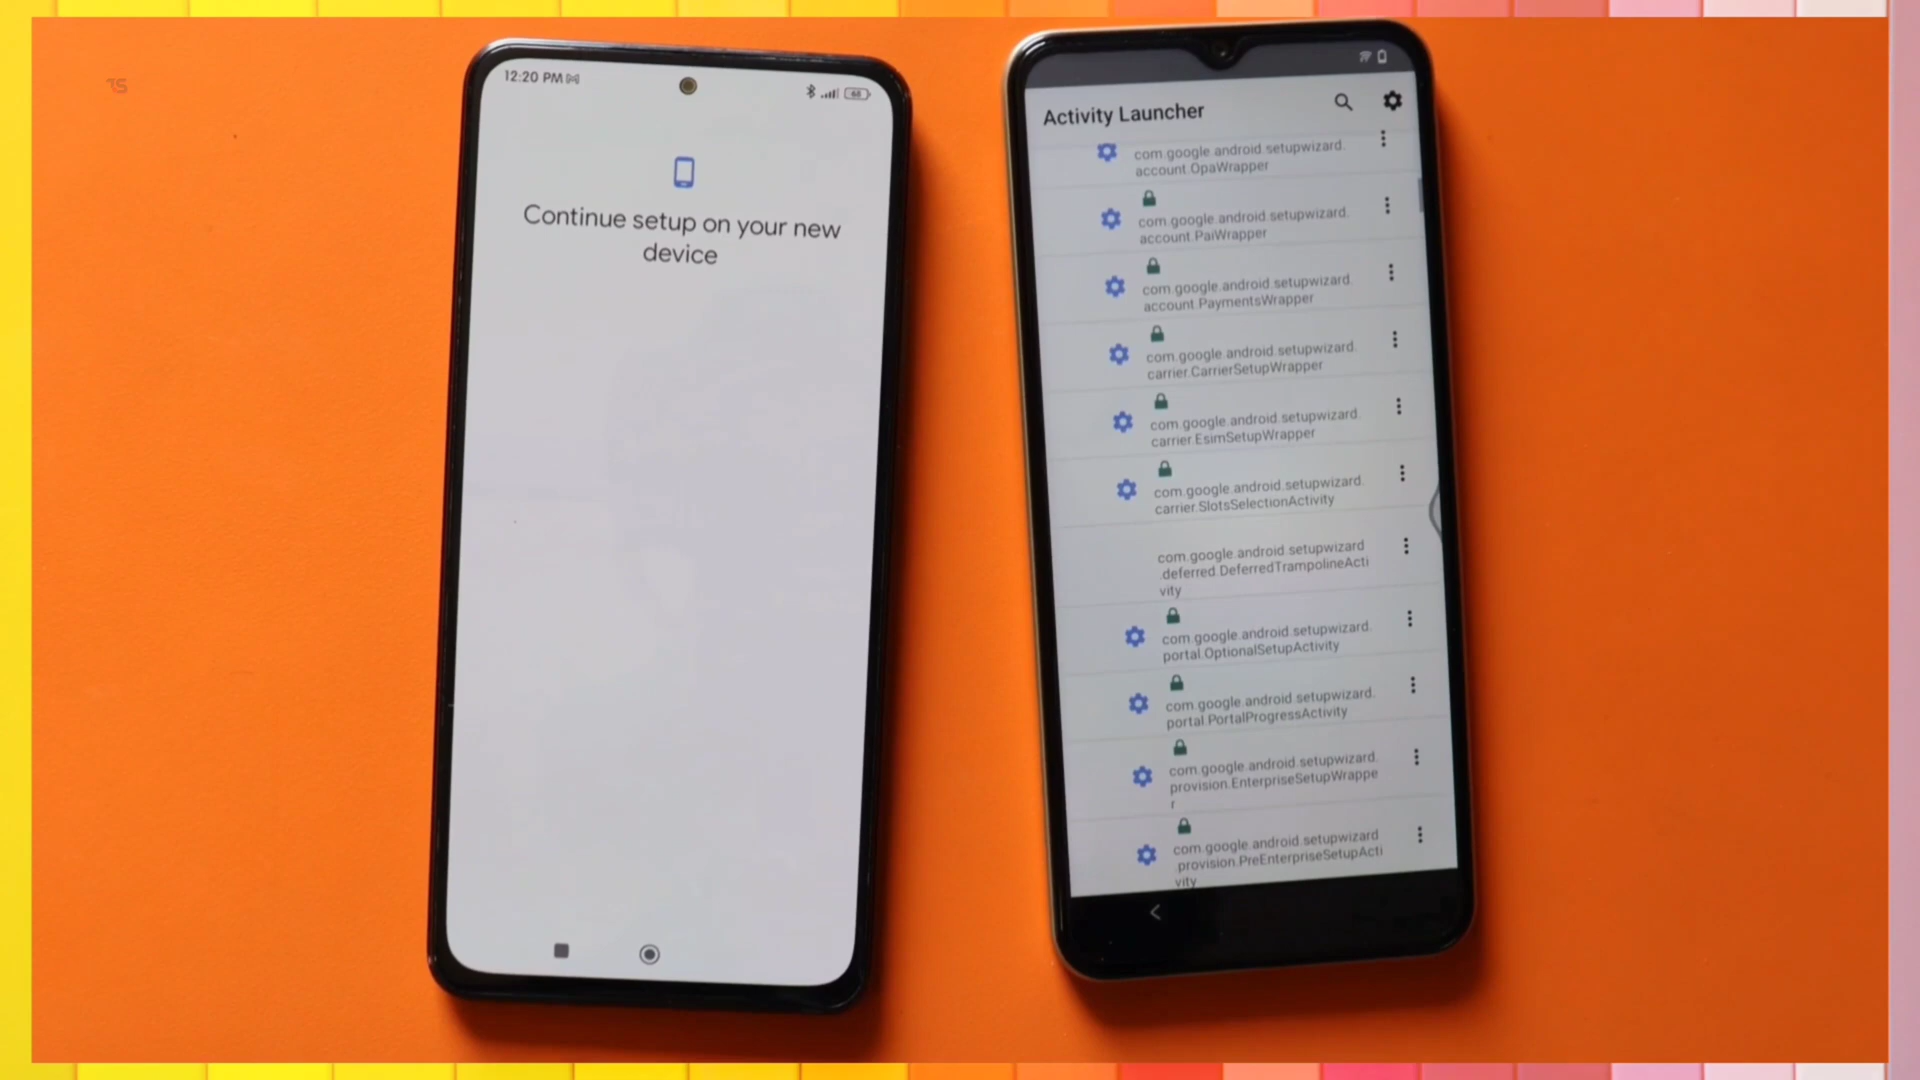 TS
12:20 PM
68
Continue setup on your new
device
Activity Launcher
com.google.android.setupwizard.
account.OpaWrapper
com.google.android.setupwizard.
account.PaiWrapper
com.google.android.setupwizard.
account.PaymentsWrapper
com.google.android.setupwizard.
carrier.CarrierSetupWrapper
com.google.android.setupwizard.
carrier.EsimSetupWrapper
com.google.android.setupwizard.
carrier.SlotsSelectionActivity
com.google.android.setupwizard
.deferred.DeferredTrampolineActi
vity
com.google.android.setupwizard.
portal.OptionalSetupActivity
com.google.android.setupwizard.
portal.PortalProgressActivity
com.google.android.setupwizard.
provision.EnterpriseSetupWrappe
r
com.google.android.setupwizard
.provision.PreEnterpriseSetupActi
vity